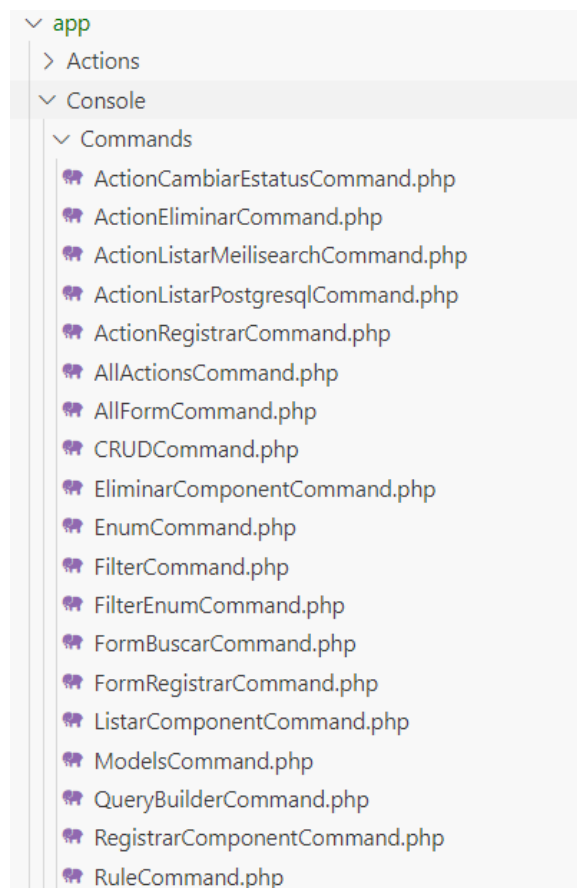 app
Actions
Console
Commands
ActionCambiarEstatusCommand.php
ActionEliminarCommand.php
ActionListarMeilisearchCommand.php
ActionListarPostgresqlCommand.php
ActionRegistrarCommand.php
AllActionsCommand.php
AllFormCommand.php
CRUDCommand.php
EliminarComponentCommand.php
EnumCommand.php
FilterCommand.php
FilterEnumCommand.php
FormBuscarCommand.php
FormRegistrarCommand.php
ListarComponentCommand.php
ModelsCommand.php
QueryBuilderCommand.php
RegistrarComponentCommand.php
RuleCommand.php